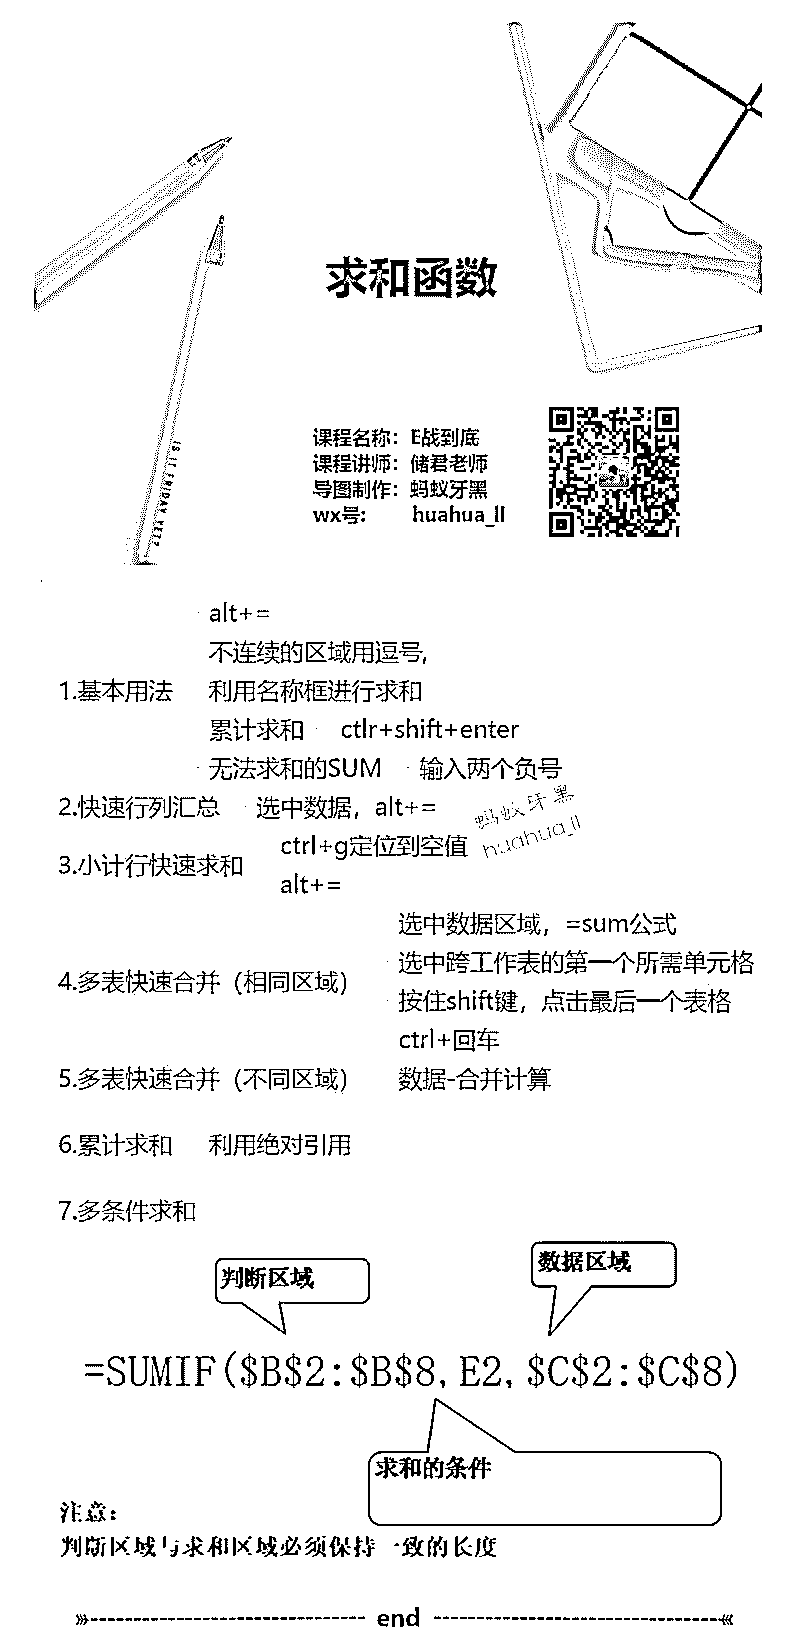 求和函数
课程名称：E战到底
课程讲师：储君老师
导图制作：蚂蚁牙黑
wx号： huahua_ll
IS IT FRIDAY YET?
alt+=
不连续的区域用逗号,
1.基本用法 利用名称框进行求和
累计求和 ctlr+shift+enter
无法求和的SUM 输入两个负号
2.快速行列汇总 选中数据，alt+=
蚂蚁牙黑
huahua_ll
3.小计行快速求和
ctrl+g定位到空值
alt+=
选中数据区域，=sum公式
选中跨工作表的第一个所需单元格
4.多表快速合并（相同区域）
按住shift键，点击最后一个表格
ctrl+回车
5.多表快速合并（不同区域） 数据-合并计算
6.累计求和 利用绝对引用
7.多条件求和
判断区域
数据区域
=SUMIF($B$2:$B$8,E2,$C$2:$C$8)
求和的条件
注意：
判断区域与求和区域必须保持一致的长度
end